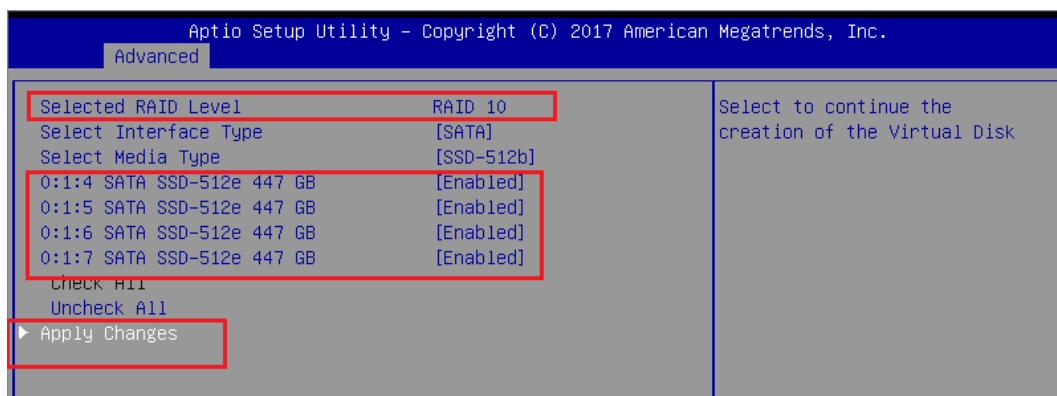 Aptio Setup Utility – Copyright (C) 2017 American Megatrends, Inc.
Advanced
Selected RAID Level RAID 10
Select Interface Type [SATA]
Select Media Type [SSD-512b]
0:1:4 SATA SSD-512e 447 GB [Enabled]
0:1:5 SATA SSD-512e 447 GB [Enabled]
0:1:6 SATA SSD-512e 447 GB [Enabled]
0:1:7 SATA SSD-512e 447 GB [Enabled]
Check All
Uncheck All
Apply Changes
Select to continue the
creation of the Virtual Disk